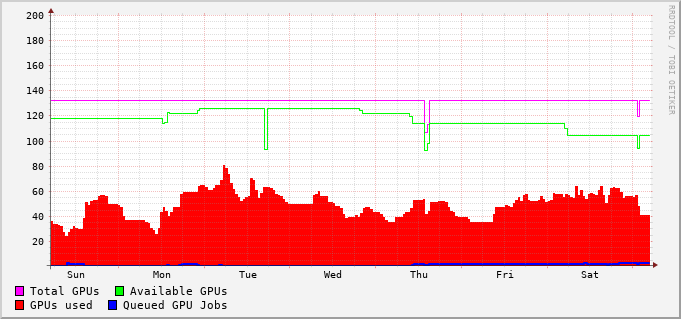 200
180
160
140
120
100
80
60
40
20
Sun Mon Tue Wed Thu Fri Sat
Total GPUs Available GPUs
GPUs used Queued GPU Jobs
RRDTOOL / TOBI OETIKER